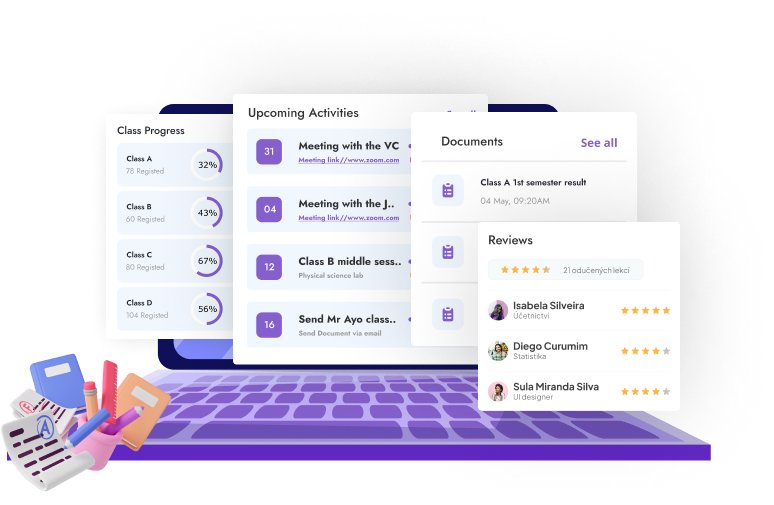 Class Progress
Class A
78 Registed
32%
Class B
60 Registed
43%
Class C
80 Registed
67%
Class D
104 Registed
56%
Upcoming Activities
31
Meeting with the VC
Meeting link//www.zoom.com
04
Meeting with the J..
Meeting link//www.zoom.com
12
Class B middle sess..
Physical science lab
16
Send Mr Ayo class..
Send Document via email
Documents
See all
Class A 1st semester result
04 May, 09:20AM
Reviews
21 odučených lekcí
Isabela Silveira
Účetnictví
Diego Curumim
Statistika
Sula Miranda Silva
UI designer
A